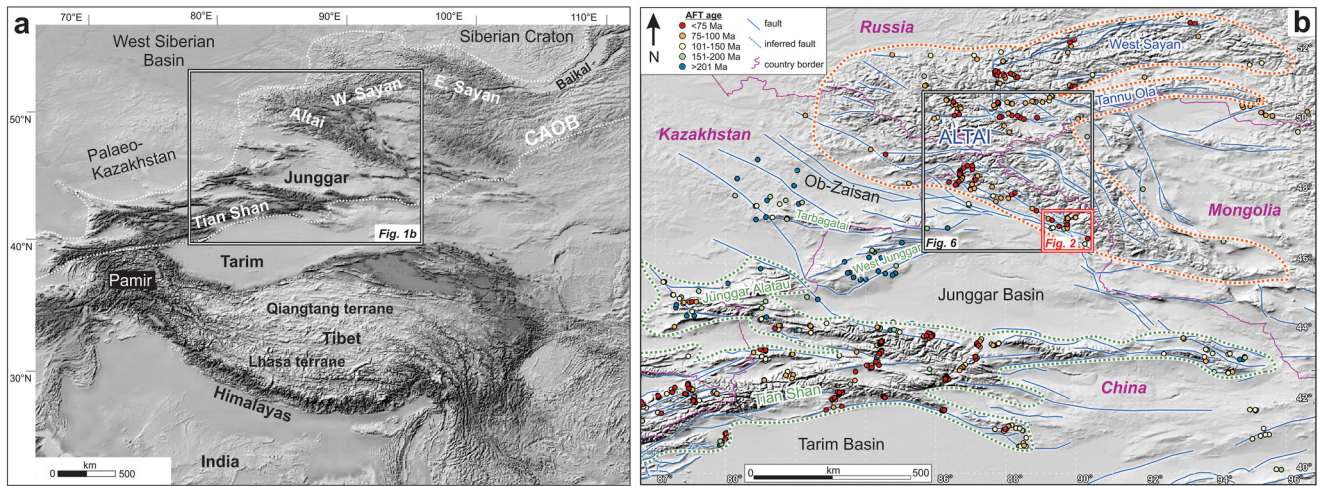 a
70°E
80°E
90°E
100°E
110°E
West Siberian
Basin
Siberian Craton
Baikal
W. Sayan
E. Sayan
Altai
50°N
CAOB
Palaeo-
Kazakhstan
Junggar
Tian Shan
Fig. 1b
40°N
Tarim
Pamir
Qiangtang terrane
Tibet
Lhasa terrane
30°N
Himalayas
India
km
0
500
b
N
AFT age
<75 Ma
75-100 Ma
101-150 Ma
151-200 Ma
>201 Ma
fault
inferred fault
country border
Russia
West Sayan
52°
Tannu Ola
50°
Kazakhstan
ALTAI
Ob-Zaisan
48°
Mongolia
Tarbagatai
Fig. 6
Fig. 2
West Junggar
46°
Junggar Alatau
Junggar Basin
44°
China
Tian Shan
42°
Tarim Basin
km
0
500
40°
80°
86°
88°
90°
92°
94°
96°